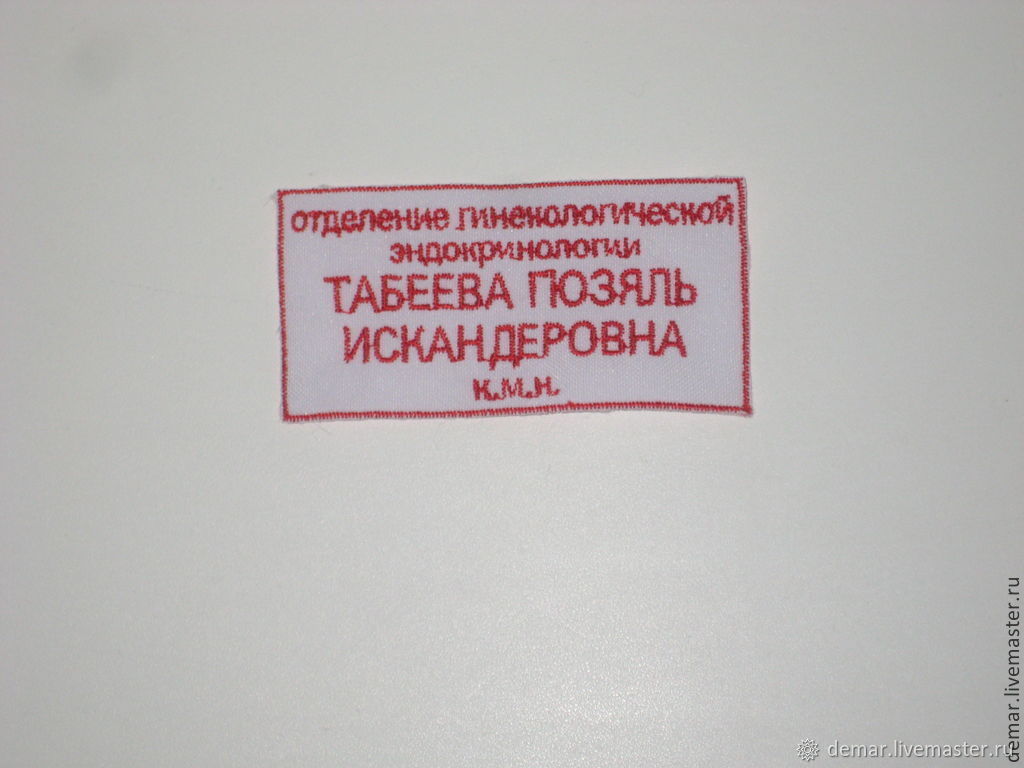 отделение гинекологической
эндокринологии
ТАБЕЕВА ГЮЗЯЛЬ
ИСКАНДЕРОВНА
к.м.н.
demar.livemaster.ru
demar.livemaster.ru